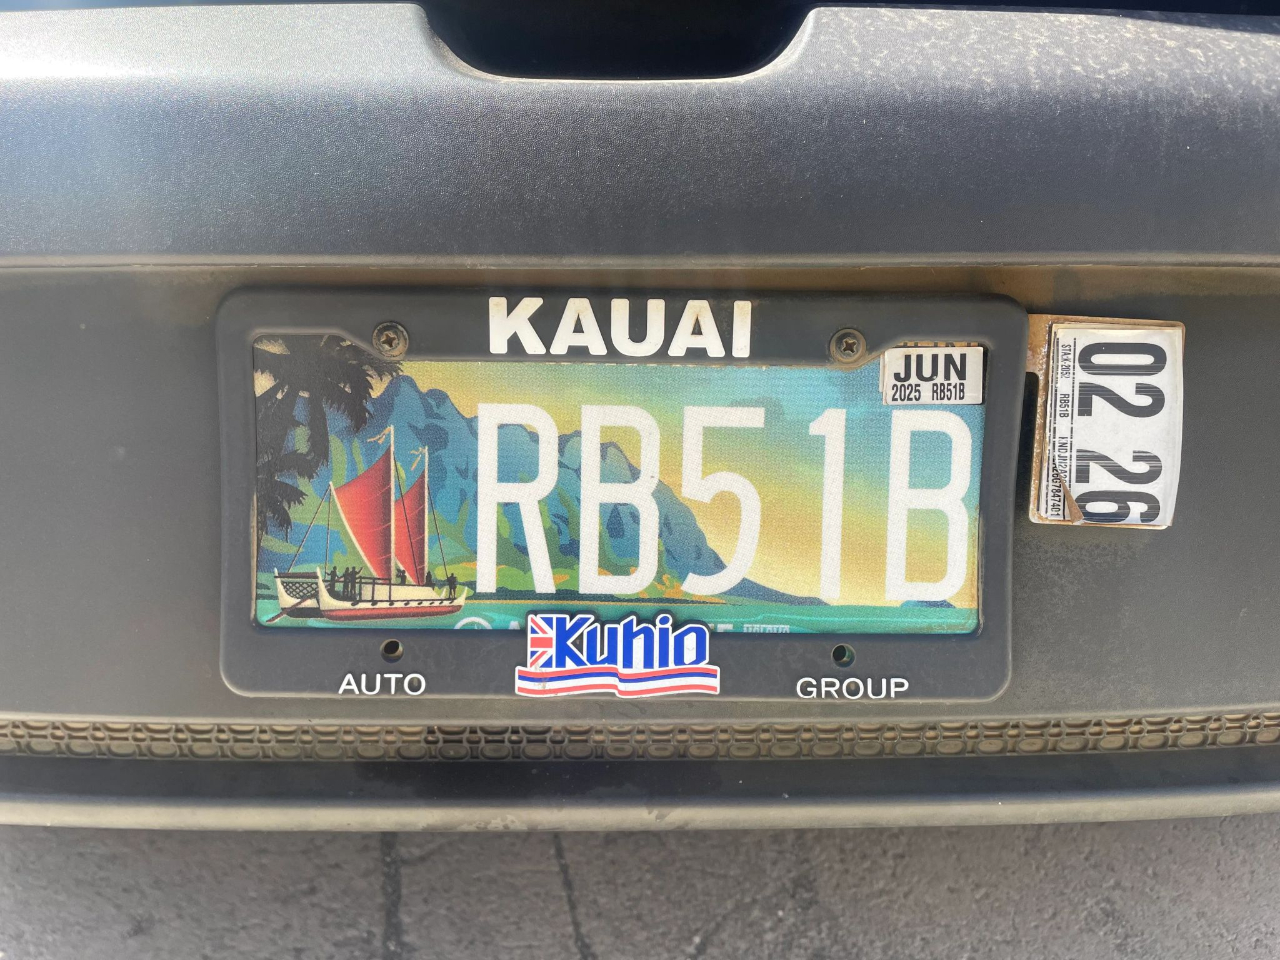 KAUAI
JUN
2025 RB51B
RB51B
02 26
RB51B
AUTO
Kuhio
GROUP